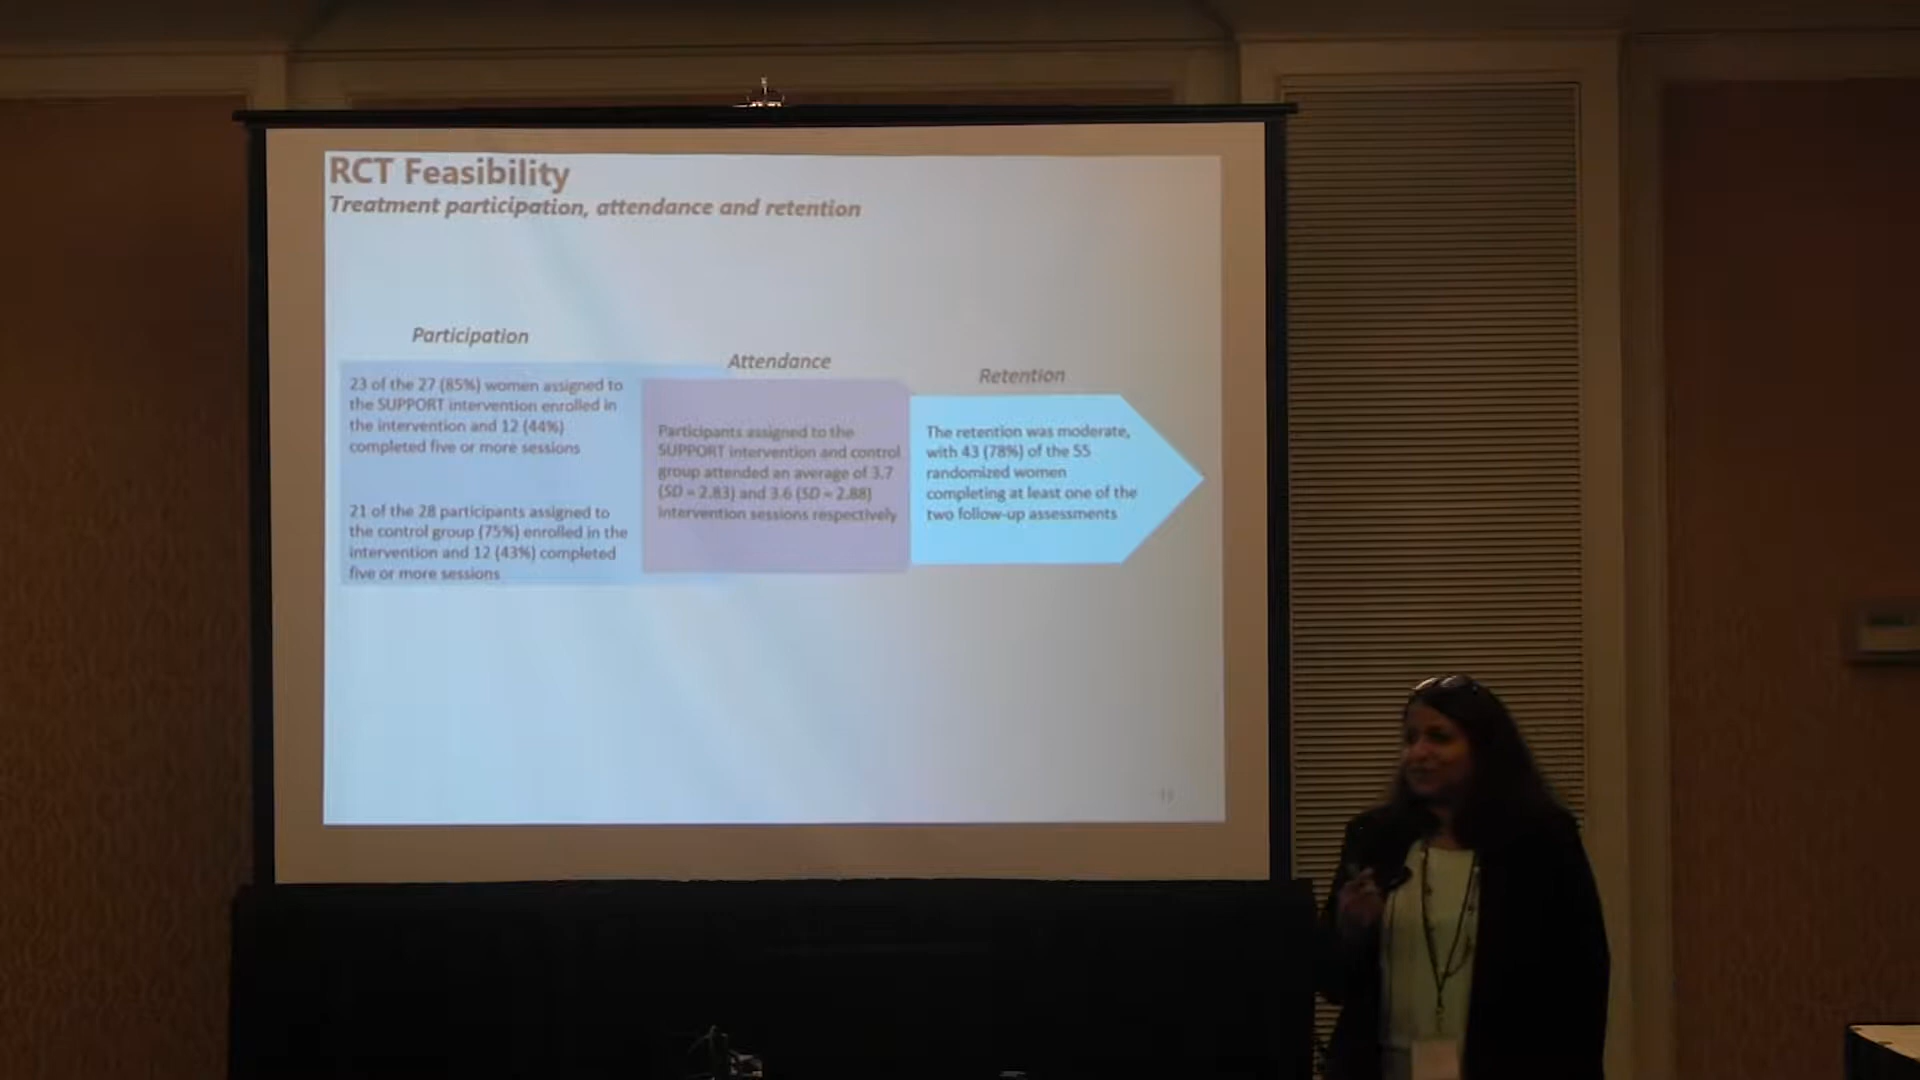 RCT Feasibility
Treatment participation, attendance and retention
Participation
23 of the 27 (85%) women assigned to
the SUPPORT intervention enrolled in
the intervention and 12 (44%)
completed five or more sessions
21 of the 28 participants assigned to
the control group (75%) enrolled in the
intervention and 12 (43%) completed
five or more sessions
Attendance
Participants assigned to the
SUPPORT intervention and control
group attended an average of 3.7
(SD = 2.83) and 3.6 (SD = 2.88)
intervention sessions respectively
Retention
The retention was moderate,
with 43 (78%) of the 55
randomized women
completing at least one of the
two follow-up assessments